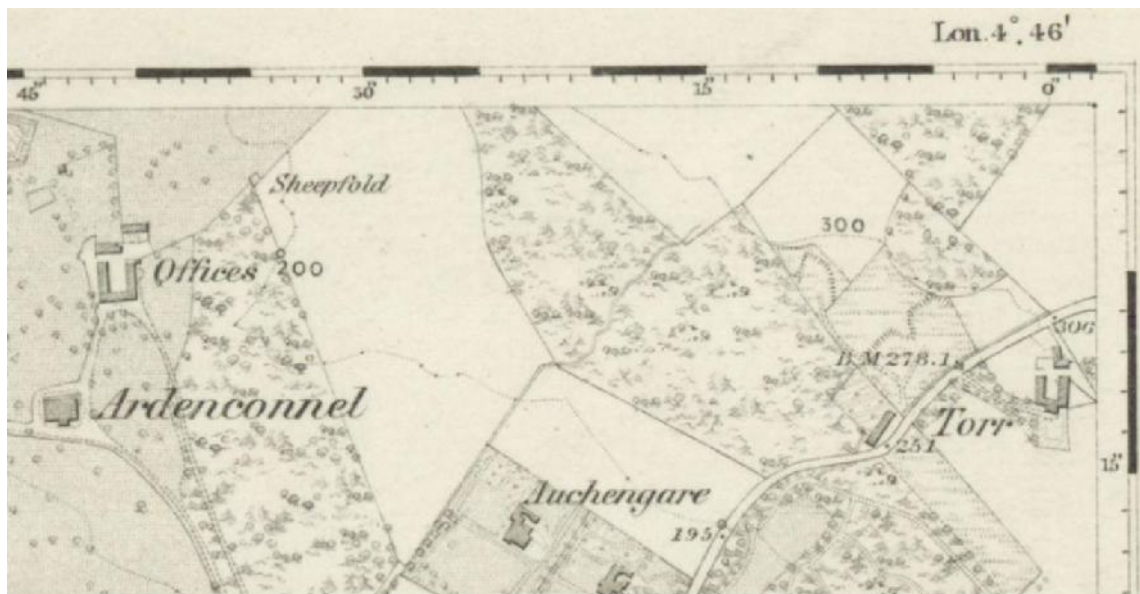 Lon. 4°. 46'
45"
30"
15"
0"
Sheepfold
300
Offices
200
306
B.M 278.1
Ardenconnel
Torr
251
15"
Auchengare
195